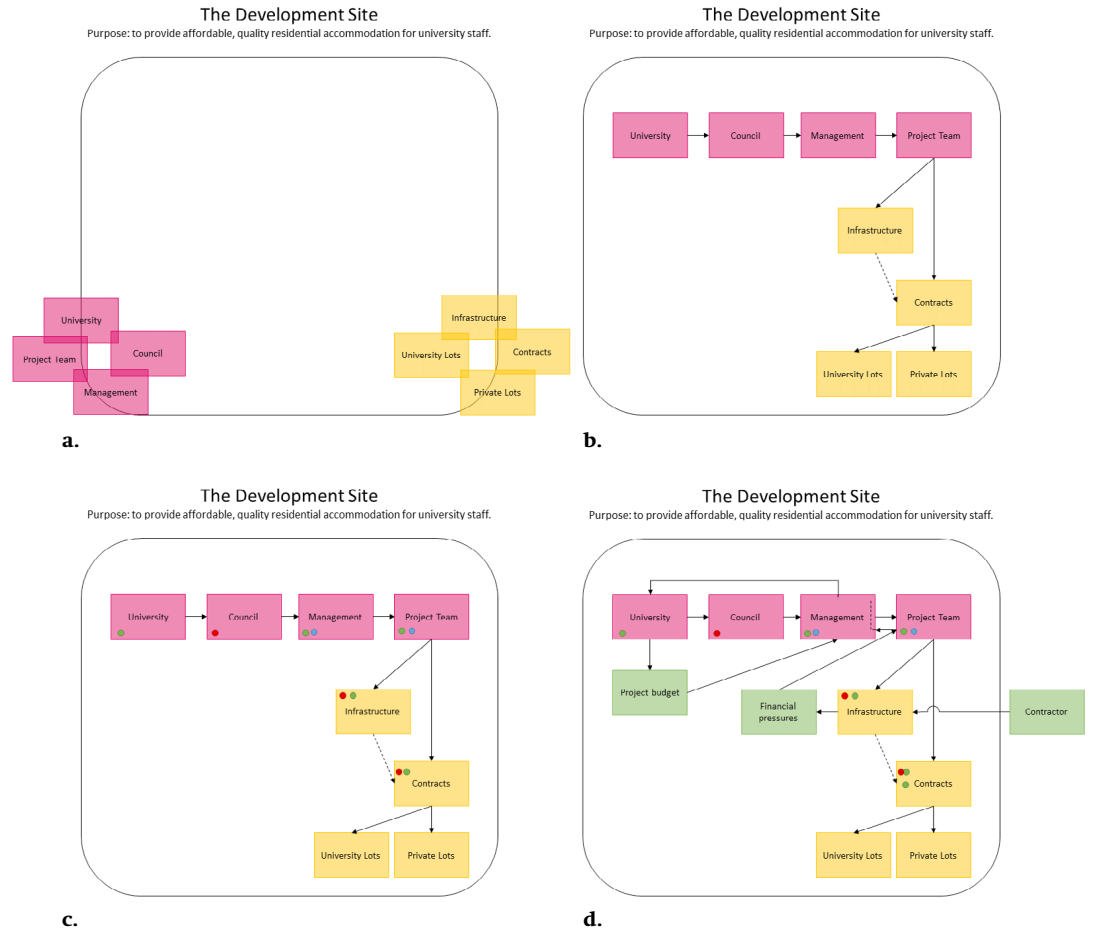 The Development Site
Purpose: to provide affordable, quality residential accommodation for university staff.
University
Project Team
Council
Management
Infrastructure
University Lots
Contracts
Private Lots
a.
The Development Site
Purpose: to provide affordable, quality residential accommodation for university staff.
University
Council
Management
Project Team
Infrastructure
Contracts
University Lots
Private Lots
b.
The Development Site
Purpose: to provide affordable, quality residential accommodation for university staff.
University
Council
Management
Project Team
Infrastructure
Contracts
University Lots
Private Lots
c.
The Development Site
Purpose: to provide affordable, quality residential accommodation for university staff.
University
Council
Management
Project Team
Project budget
Financial
pressures
Infrastructure
Contractor
Contracts
University Lots
Private Lots
d.